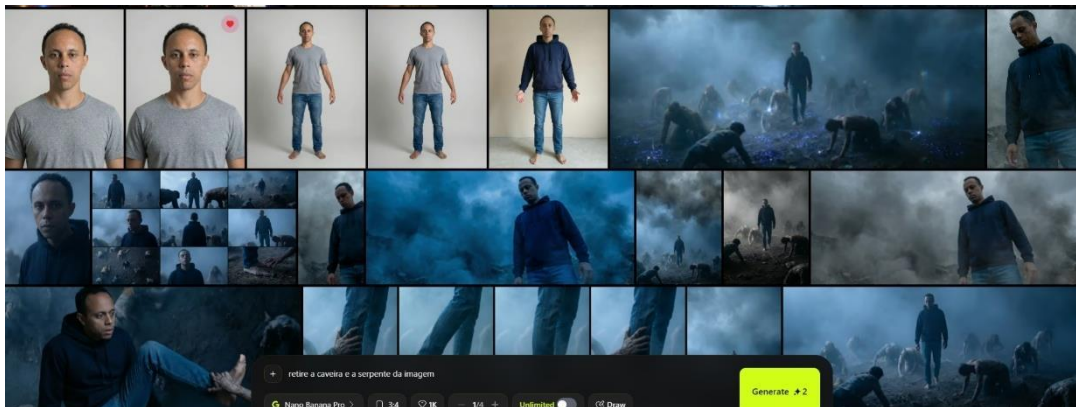 + retire a caveira e a serpente da imagem
G Nano Banana Pro > 3:4 1K − 1/4 + Unlimited Draw
Generate 2